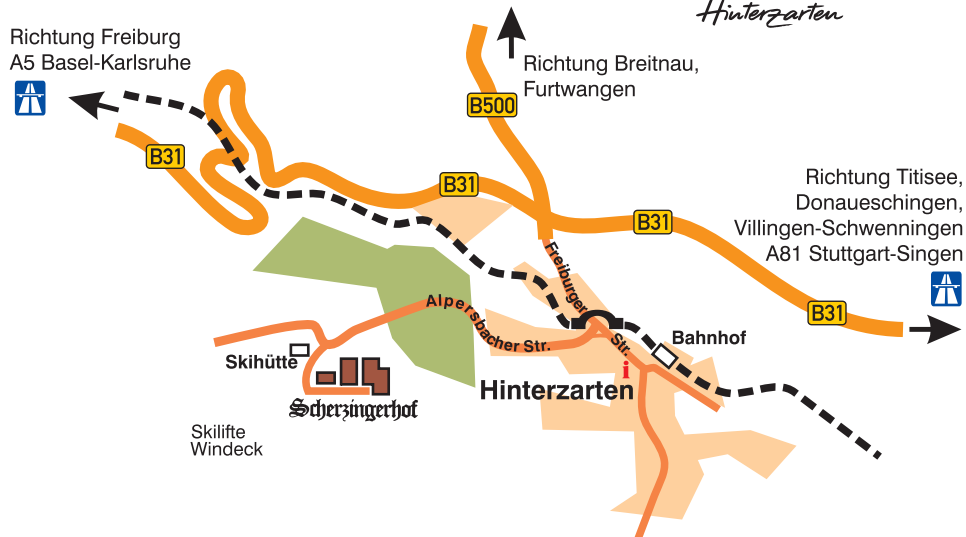 Hinterzarten
Richtung Freiburg
A5 Basel-Karlsruhe
Richtung Breitnau,
Furtwangen
B500
B31
B31
B31
Richtung Titisee,
Donaueschingen,
Villingen-Schwenningen
A81 Stuttgart-Singen
B31
Freiburger Str.
Alpersbacher Str.
Bahnhof
Skihütte
i
Hinterzarten
Scherzingerhof
Skilifte
Windeck